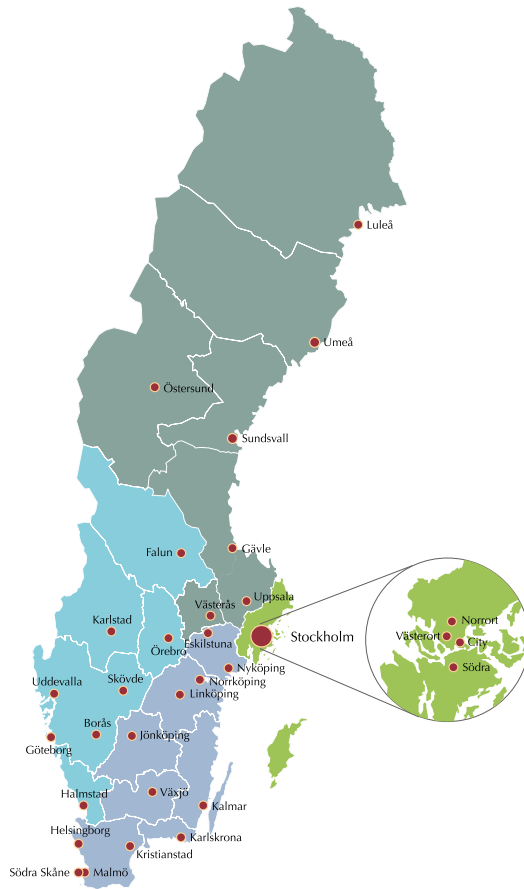 Luleå
Umeå
Östersund
Sundsvall
Falun
Gävle
Uppsala
Västerås
Karlstad
Örebro
Eskilstuna
Stockholm
Norrort
Västerort
City
Södra
Nyköping
Norrköping
Linköping
Uddevalla
Skövde
Borås
Göteborg
Jönköping
Halmstad
Växjö
Kalmar
Helsingborg
Karlskrona
Kristianstad
Södra Skåne
Malmö